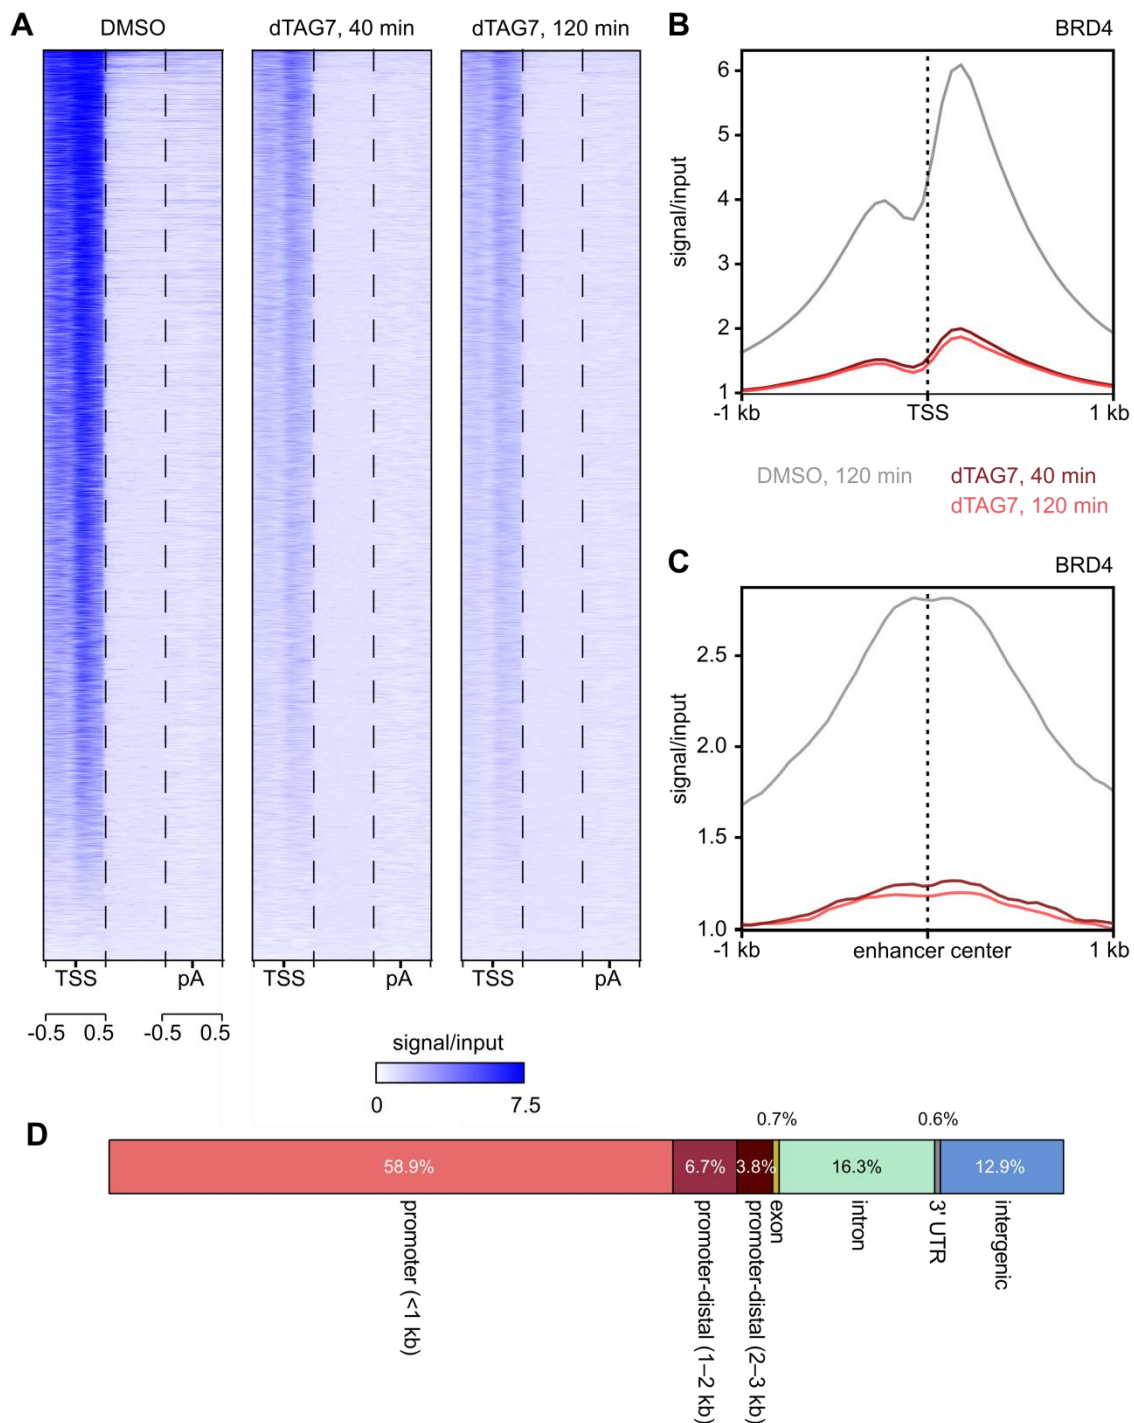 A
DMSO
dTAG7, 40 min
dTAG7, 120 min
TSS
pA
TSS
pA
TSS
pA
-0.5 0.5
-0.5 0.5
signal/input
0
7.5
B
BRD4
signal/input
6
5
4
3
2
1
-1 kb
TSS
1 kb
DMSO, 120 min
dTAG7, 40 min
dTAG7, 120 min
C
BRD4
signal/input
2.5
2.0
1.5
1.0
-1 kb
enhancer center
1 kb
D
0.7%
0.6%
58.9%
6.7%
3.8%
16.3%
12.9%
promoter (<1 kb)
promoter-distal (1–2 kb)
promoter-distal (2–3 kb)
exon
intron
3' UTR
intergenic